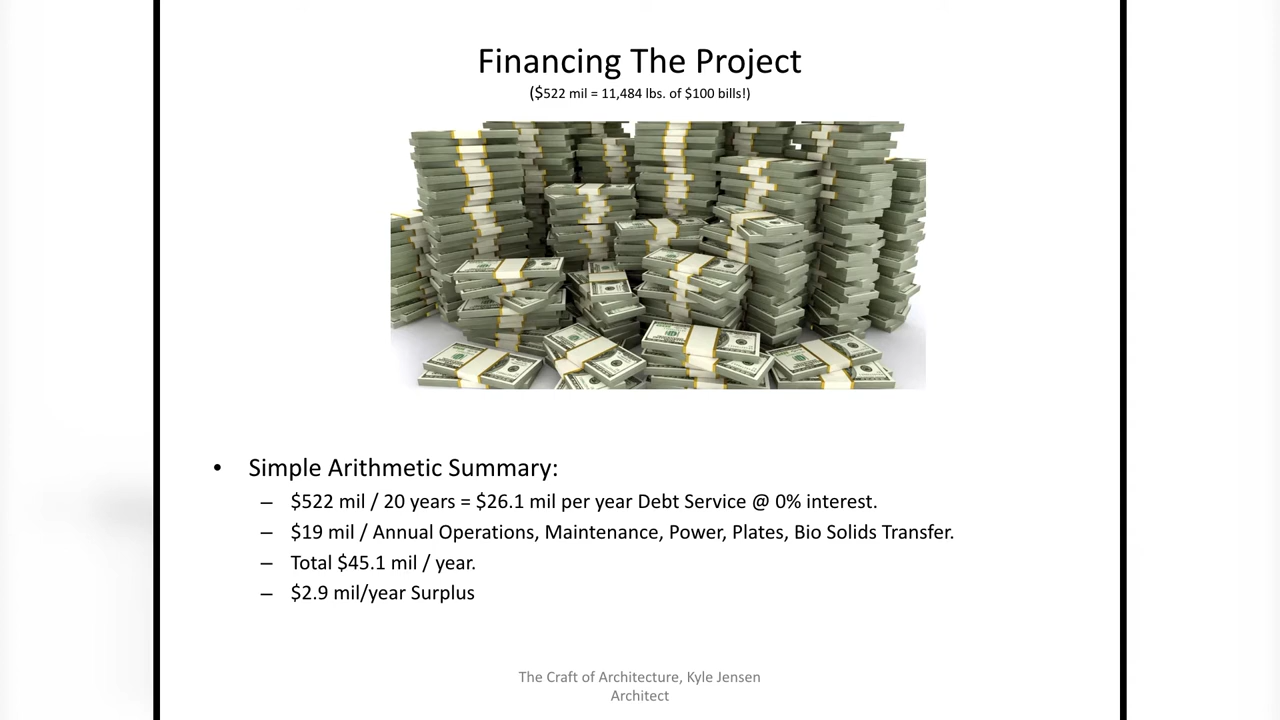 Financing The Project
($522 mil = 11,484 lbs. of $100 bills!)
• Simple Arithmetic Summary:
– $522 mil / 20 years = $26.1 mil per year Debt Service @ 0% interest.
– $19 mil / Annual Operations, Maintenance, Power, Plates, Bio Solids Transfer.
– Total $45.1 mil / year.
– $2.9 mil/year Surplus
The Craft of Architecture, Kyle Jensen
Architect